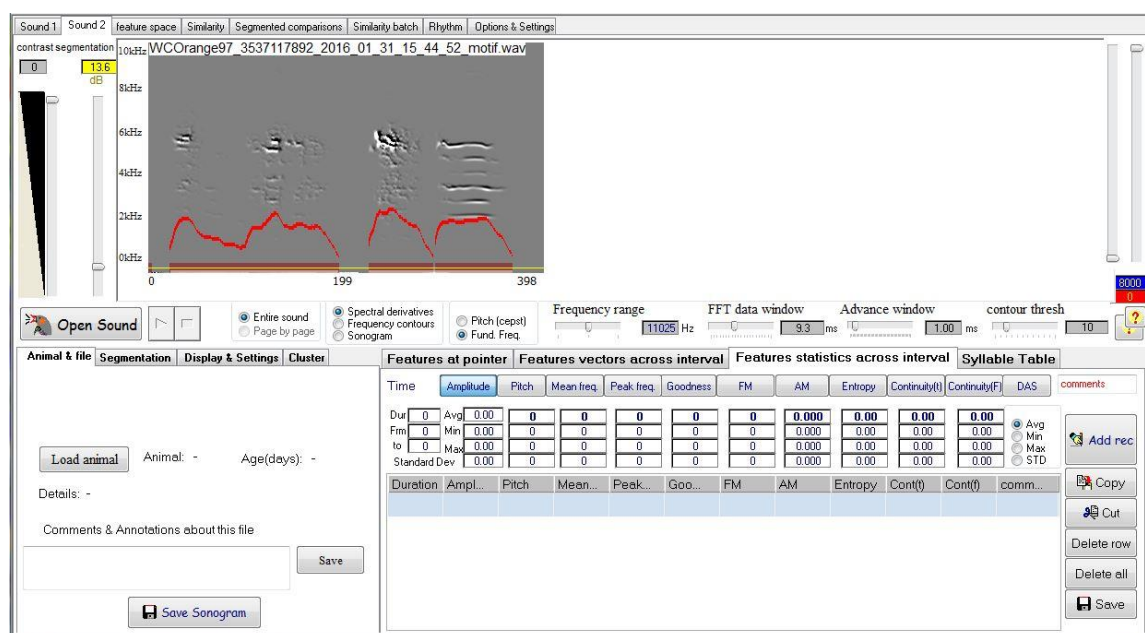 Sound 1 Sound 2 feature space Similarity Segmented comparisons Similarity batch Rhythm Options & Settings
contrast segmentation
0 13.6
dB
10kHz WCOrange97_3537117892_2016_01_31_15_44_52_motif.wav
8kHz
6kHz
4kHz
2kHz
0kHz
0 199 398
8000
0
Open Sound
Entire sound
Page by page
Spectral derivatives
Frequency contours
Sonogram
Pitch (cepst)
Fund. Freq.
Frequency range
11025 Hz
FFT data window
9.3 ms
Advance window
1.00 ms
contour thresh
10
?
Animal & file Segmentation Display & Settings Cluster
Load animal Animal: - Age(days): -
Details: -
Comments & Annotations about this file
Save
Save Sonogram
Features at pointer Features vectors across interval Features statistics across interval Syllable Table
Time Amplitude Pitch Mean freq. Peak freq. Goodness FM AM Entropy Continuity(t) Continuity(F) DAS comments
Dur 0 Avg 0.00 0 0 0 0 0 0.000 0.00 0.00 0.00 Avg
Frm 0 Min 0.00 0 0 0 0 0 0.000 0.00 0.00 0.00 Min
to 0 Max 0.00 0 0 0 0 0 0.000 0.00 0.00 0.00 Max
Standard Dev 0.00 0 0 0 0 0 0.000 0.00 0.00 0.00 STD
Duration Ampl... Pitch Mean... Peak... Goo... FM AM Entropy Cont(t) Cont(f) comm...
Add rec
Copy
Cut
Delete row
Delete all
Save